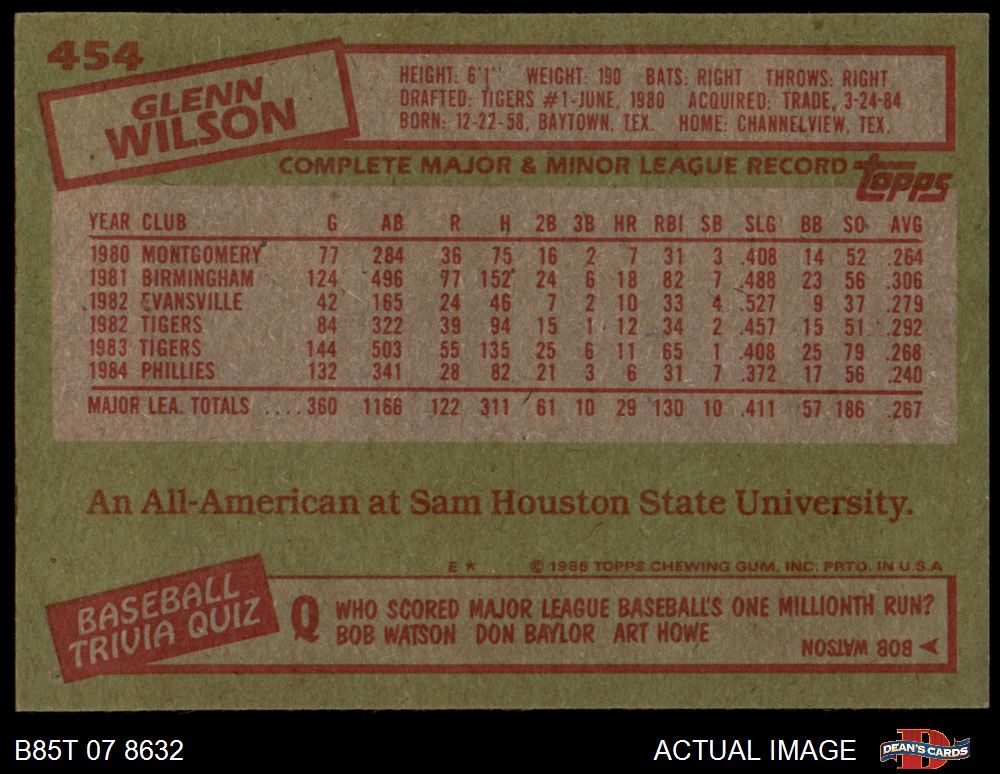 454
GLENN
WILSON
HEIGHT: 6'1" WEIGHT: 190 BATS: RIGHT THROWS: RIGHT
DRAFTED: TIGERS #1-JUNE, 1980 ACQUIRED: TRADE, 3-24-84
BORN: 12-22-58, BAYTOWN, TEX. HOME: CHANNELVIEW, TEX.
COMPLETE MAJOR & MINOR LEAGUE RECORD topps
YEAR CLUB G AB R H 2B 3B HR RBI SB SLG BB SO AVG
1980 MONTGOMERY 77 284 36 75 16 2 7 31 3 .408 14 52 .264
1981 BIRMINGHAM 124 496 77 152 24 6 18 82 7 .488 23 56 .306
1982 EVANSVILLE 42 165 24 46 7 2 10 33 4 .527 9 37 .279
1982 TIGERS 84 322 39 94 15 1 12 34 2 .457 15 51 .292
1983 TIGERS 144 503 55 135 25 6 11 65 1 .408 25 79 .268
1984 PHILLIES 132 341 28 82 21 3 6 31 7 .372 17 56 .240
MAJOR LEA. TOTALS ....360 1166 122 311 61 10 29 130 10 .411 57 186 .267
An All-American at Sam Houston State University.
E ★ © 1985 TOPPS CHEWING GUM, INC. PRTD. IN U.S.A
BASEBALL
TRIVIA QUIZ
Q WHO SCORED MAJOR LEAGUE BASEBALL'S ONE MILLIONTH RUN?
BOB WATSON DON BAYLOR ART HOWE
BOB WATSON
B85T 07 8632
ACTUAL IMAGE
DEAN'S CARDS